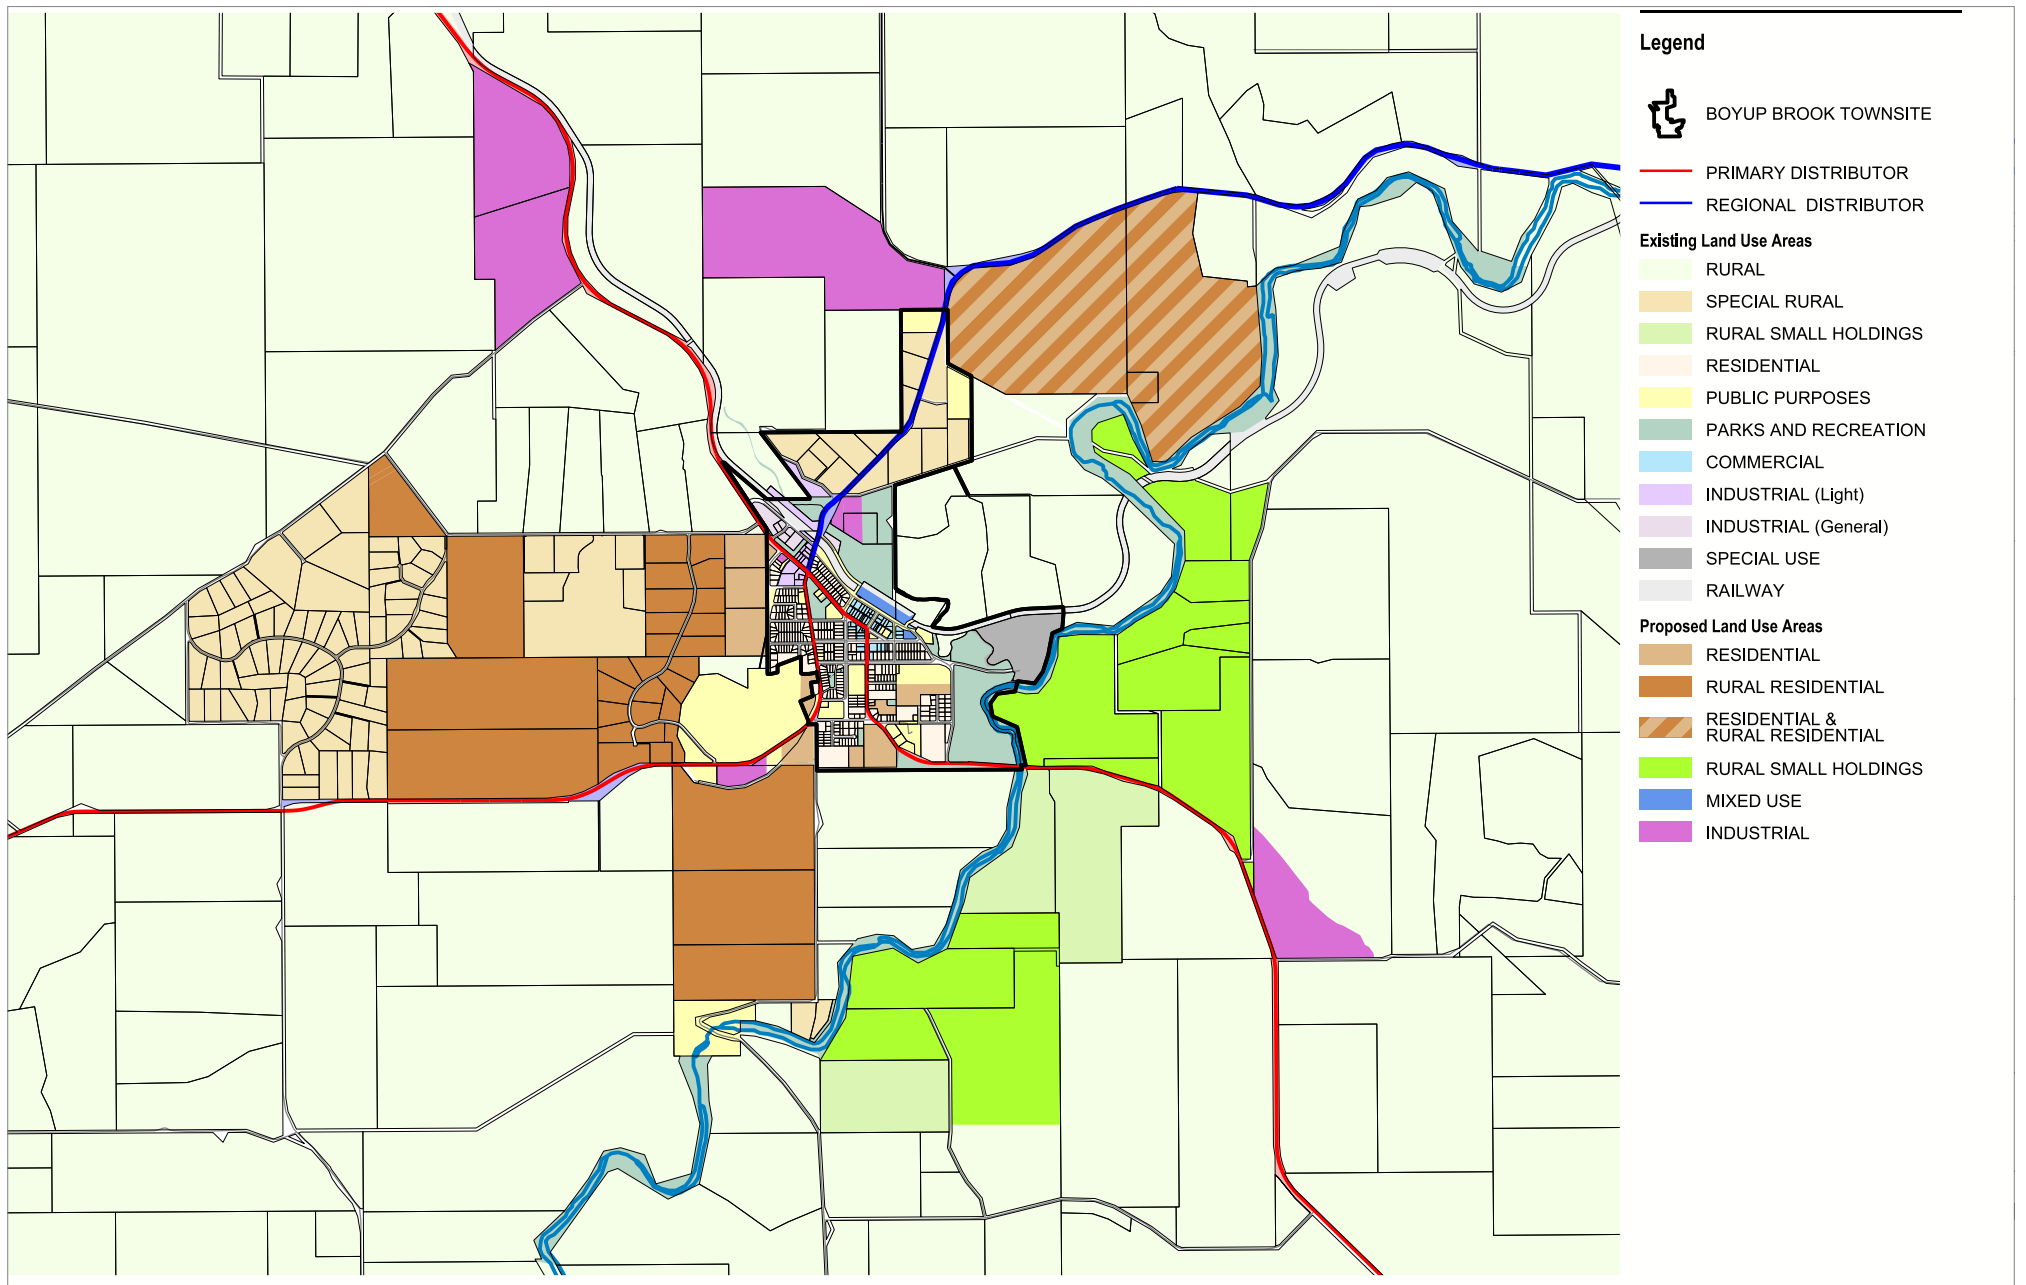 Legend
BOYUP BROOK TOWNSITE
PRIMARY DISTRIBUTOR
REGIONAL DISTRIBUTOR
Existing Land Use Areas
RURAL
SPECIAL RURAL
RURAL SMALL HOLDINGS
RESIDENTIAL
PUBLIC PURPOSES
PARKS AND RECREATION
COMMERCIAL
INDUSTRIAL (Light)
INDUSTRIAL (General)
SPECIAL USE
RAILWAY
Proposed Land Use Areas
RESIDENTIAL
RURAL RESIDENTIAL
RESIDENTIAL &
RURAL RESIDENTIAL
RURAL SMALL HOLDINGS
MIXED USE
INDUSTRIAL